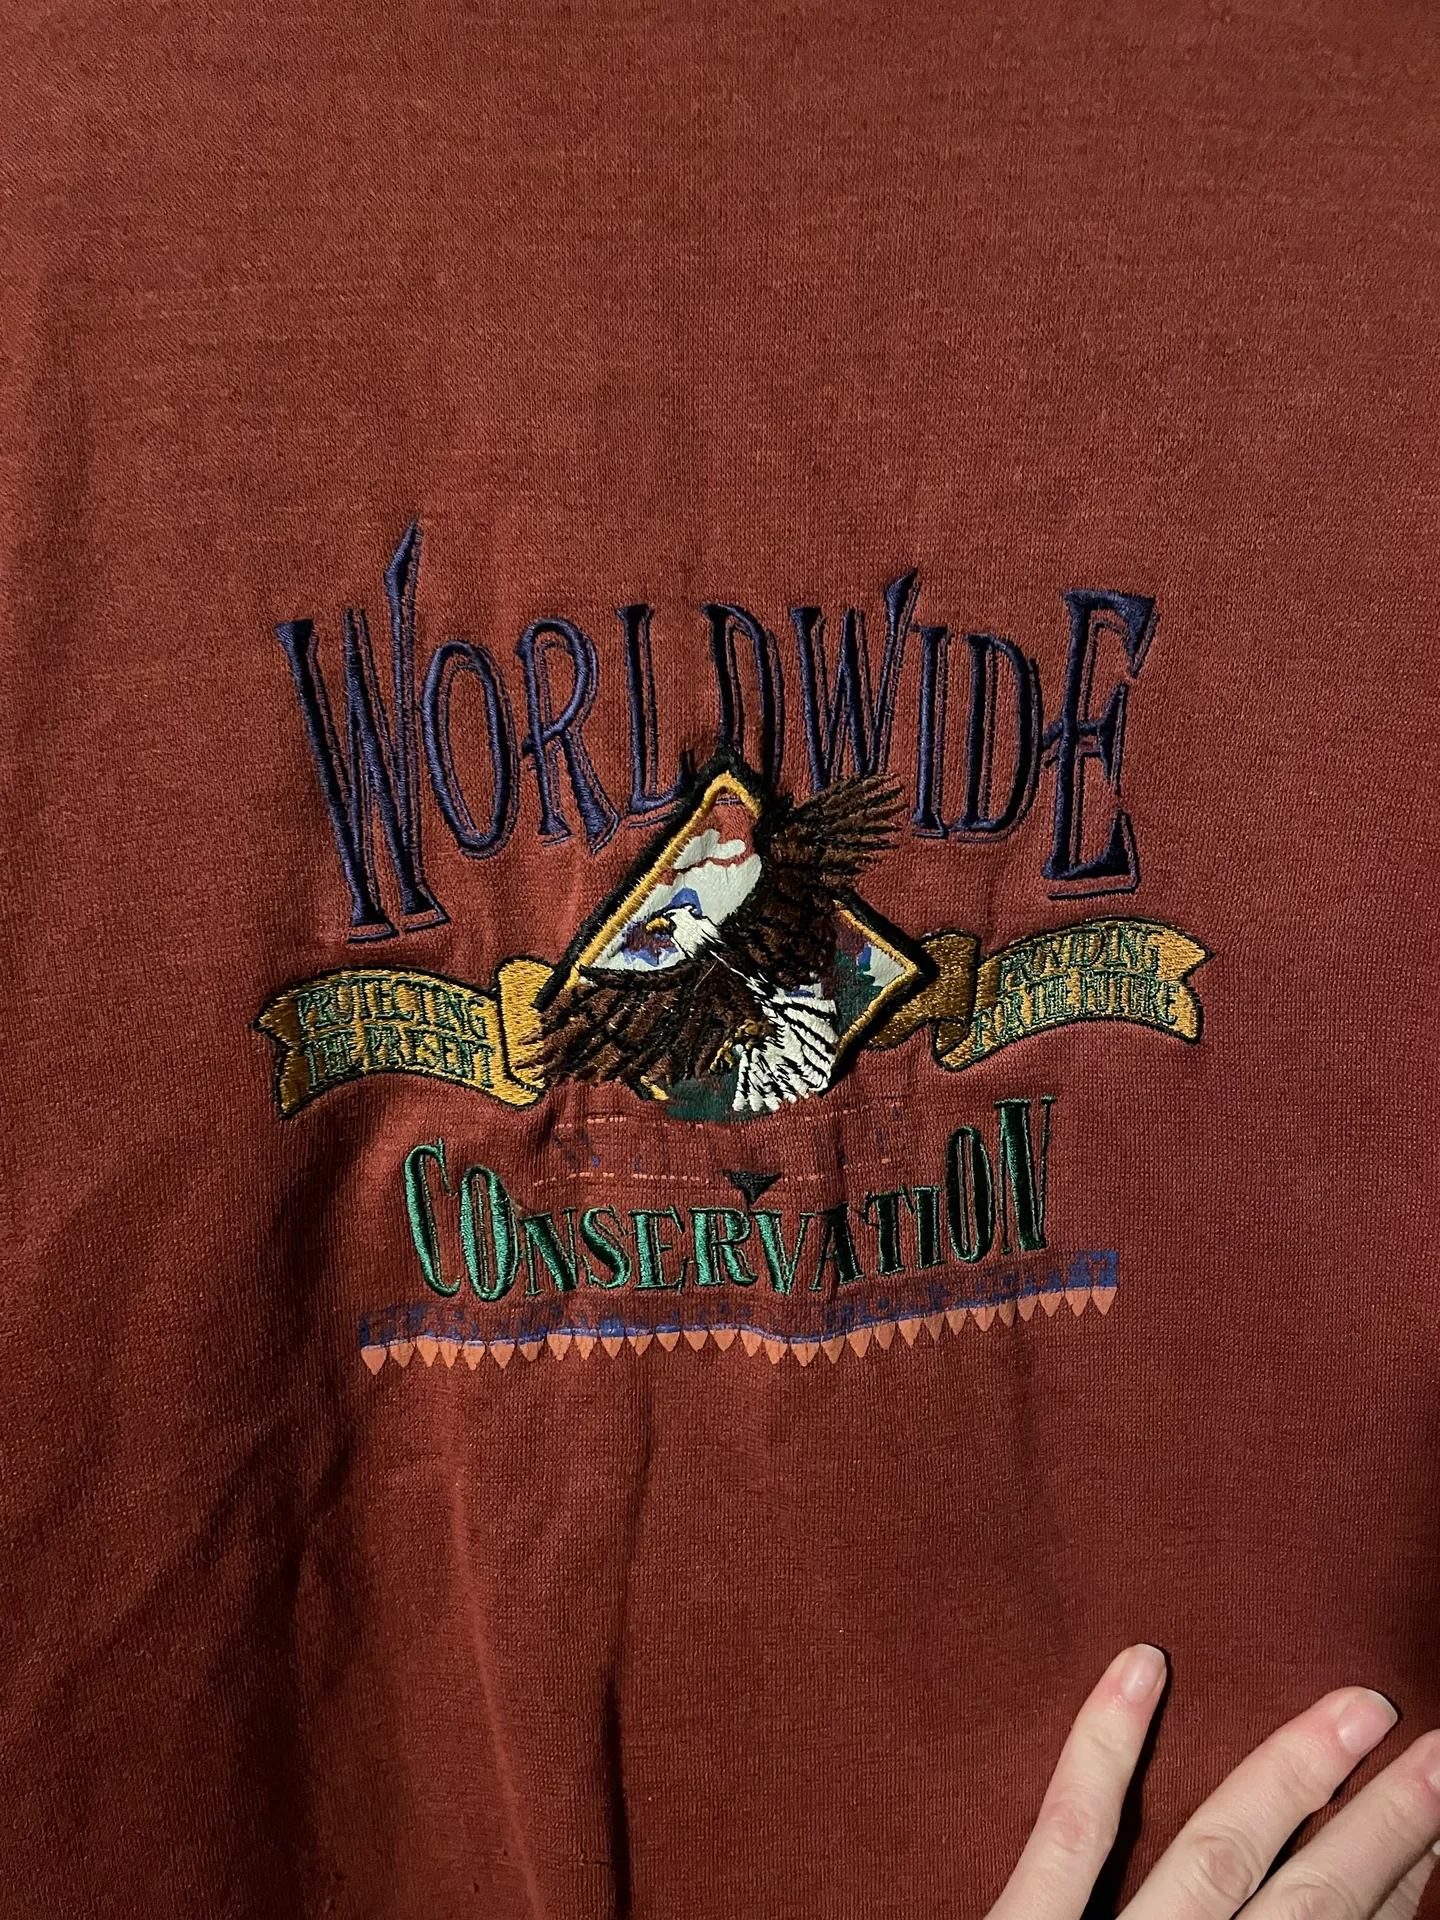 WORLDWIDE
PROTECTING
THE PRESENT
PROVIDING
FOR THE FUTURE
CONSERVATION